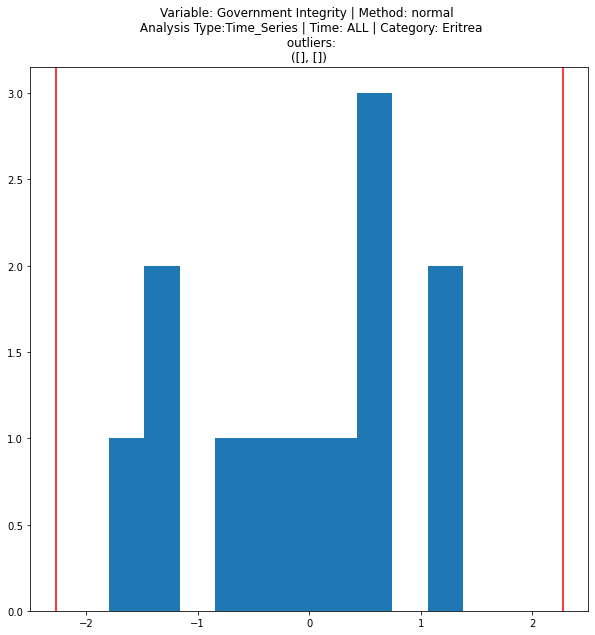 Variable: Government Integrity | Method: normal
Analysis Type:Time_Series | Time: ALL | Category: Eritrea
outliers:
([], [])
3.0
2.5
2.0
1.5
1.0
0.5
0.0
−2 −1 0 1 2